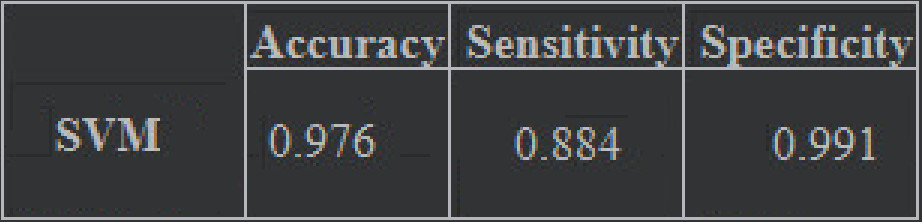 Accuracy Sensitivity Specificity
SVM 0.976 0.884 0.991